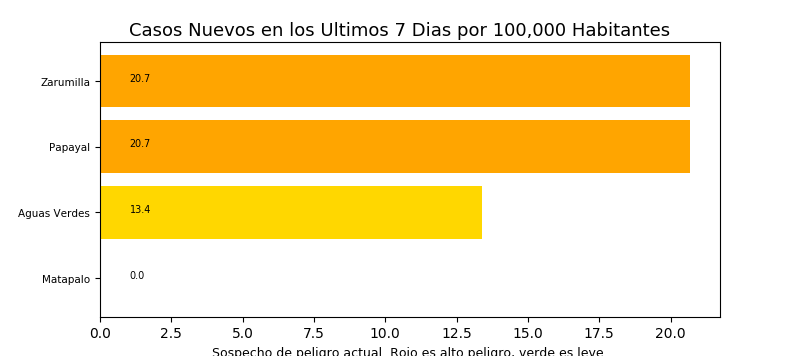 Casos Nuevos en los Ultimos 7 Dias por 100,000 Habitantes
Zarumilla 20.7
Papayal 20.7
Aguas Verdes 13.4
Matapalo 0.0
0.0 2.5 5.0 7.5 10.0 12.5 15.0 17.5 20.0
Sospecho de peligro actual. Rojo es alto peligro, verde es leve